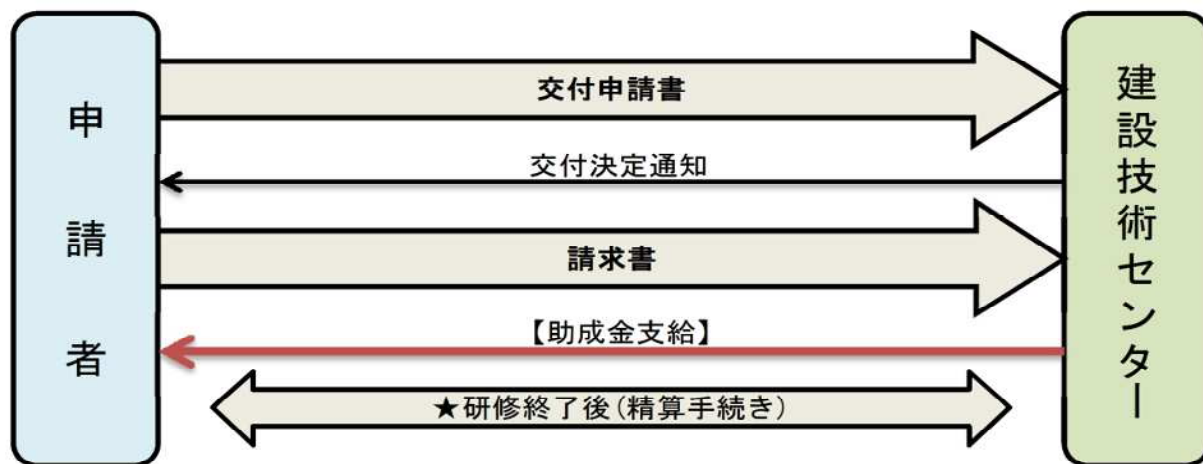 申請者
交付申請書
交付決定通知
請求書
【助成金支給】
★研修終了後(精算手続き)
建設技術センター